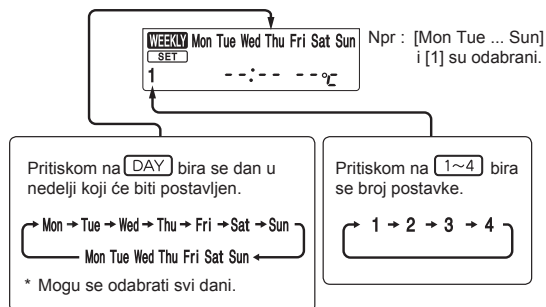 WEEKLY Mon Tue Wed Thu Fri Sat Sun
SET
1 --:-- --°C
Npr : [Mon Tue ... Sun]
i [1] su odabrani.
Pritiskom na DAY bira se dan u
nedelji koji će biti postavljen.
Mon → Tue → Wed → Thu → Fri → Sat → Sun
Mon Tue Wed Thu Fri Sat Sun
* Mogu se odabrati svi dani.
Pritiskom na 1~4 bira
se broj postavke.
1 → 2 → 3 → 4